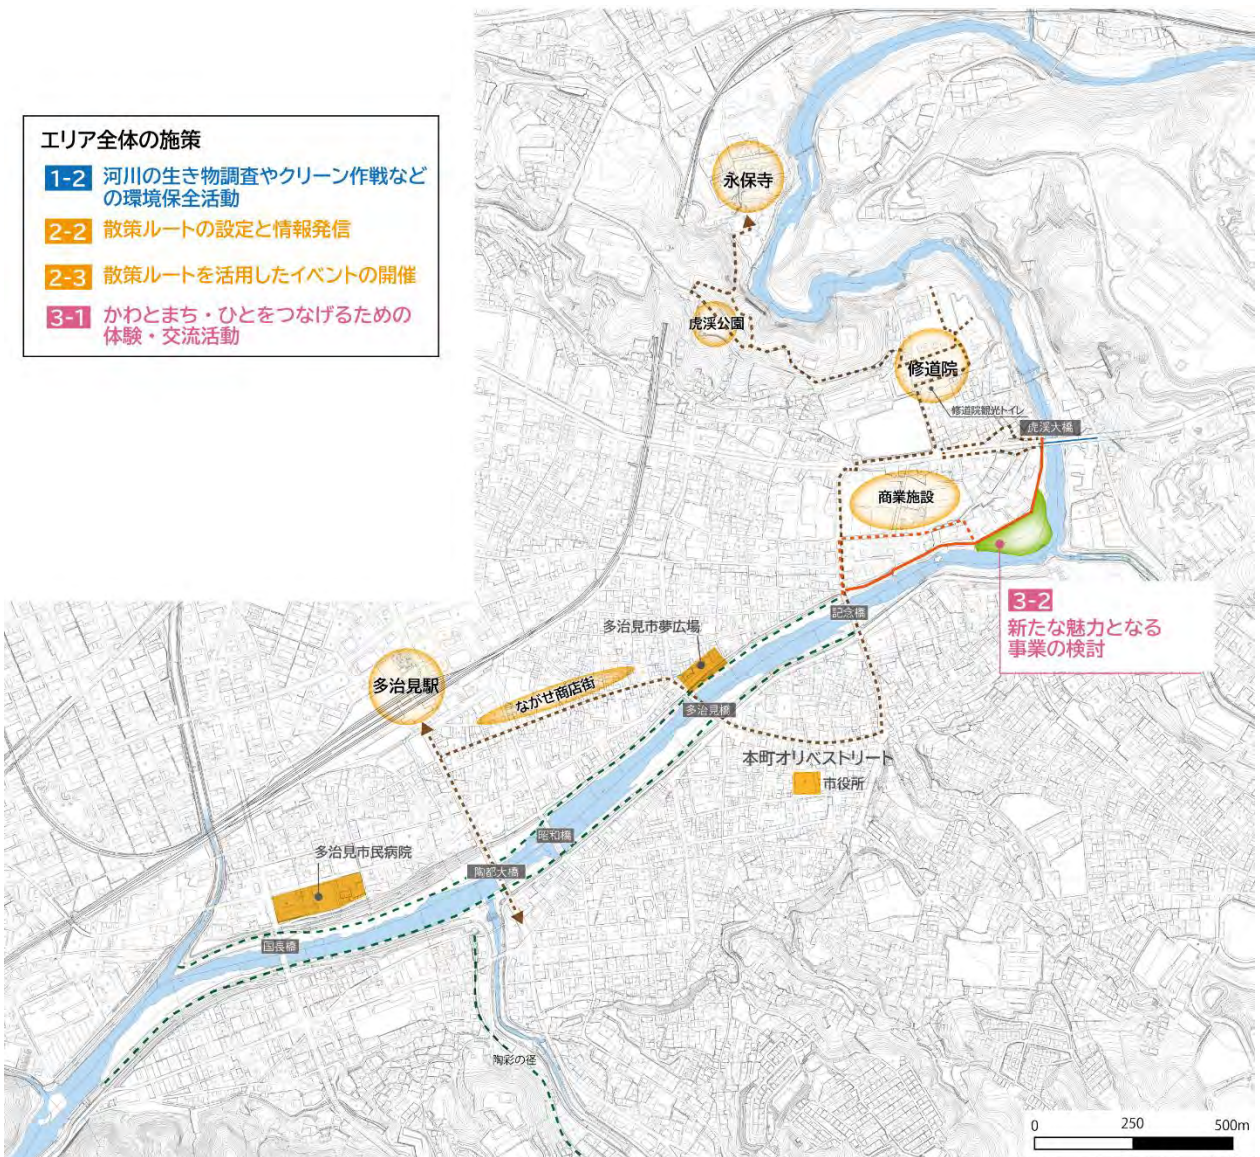 エリア全体の施策
1-2 河川の生き物調査やクリーン作戦など
の環境保全活動
2-2 散策ルートの設定と情報発信
2-3 散策ルートを活用したイベントの開催
3-1 かわとまち・ひとをつなげるための
体験・交流活動
永保寺
虎渓公園
修道院
修道院観光トイレ
虎渓大橋
商業施設
3-2
新たな魅力となる
事業の検討
記念橋
多治見市夢広場
多治見駅
ながせ商店街
多治見橋
本町オリベストリート
市役所
昭和橋
多治見市民病院
陶都大橋
国長橋
陶彩の径
0 250 500m